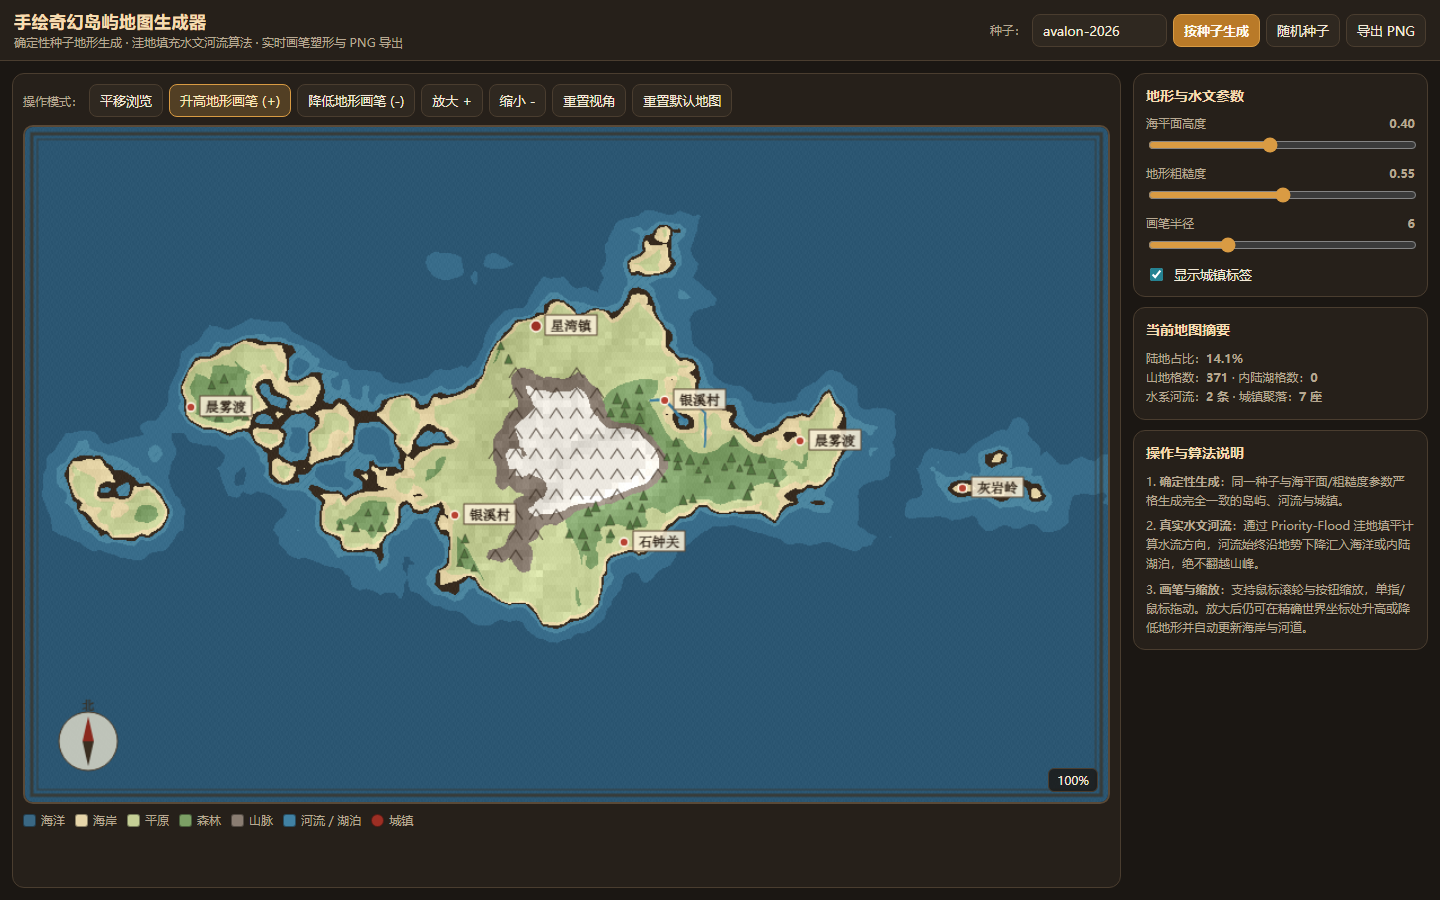 手绘奇幻岛屿地图生成器
确定性种子地形生成 · 洼地填充水文河流算法 · 实时画笔塑形与 PNG 导出
种子： avalon-2026 按种子生成 随机种子 导出 PNG
操作模式： 平移浏览 升高地形画笔 (+) 降低地形画笔 (-) 放大 + 缩小 - 重置视角 重置默认地图
星湾镇
晨雾渡
银溪村
晨雾渡
灰岩岭
银溪村
石钟关
北
100%
海洋 海岸 平原 森林 山脉 河流 / 湖泊 城镇
地形与水文参数
海平面高度 0.40
地形粗糙度 0.55
画笔半径 6
显示城镇标签
当前地图摘要
陆地占比：14.1%
山地格数：371 · 内陆湖格数：0
水系河流：2 条 · 城镇聚落：7 座
操作与算法说明
1. 确定性生成：同一种子与海平面/粗糙度参数严
格生成完全一致的岛屿、河流与城镇。
2. 真实水文河流：通过 Priority-Flood 洼地填平计
算水流方向，河流始终沿地势下降汇入海洋或内陆
湖泊，绝不翻越山峰。
3. 画笔与缩放：支持鼠标滚轮与按钮缩放，单指/
鼠标拖动。放大后仍可在精确世界坐标处升高或降
低地形并自动更新海岸与河道。